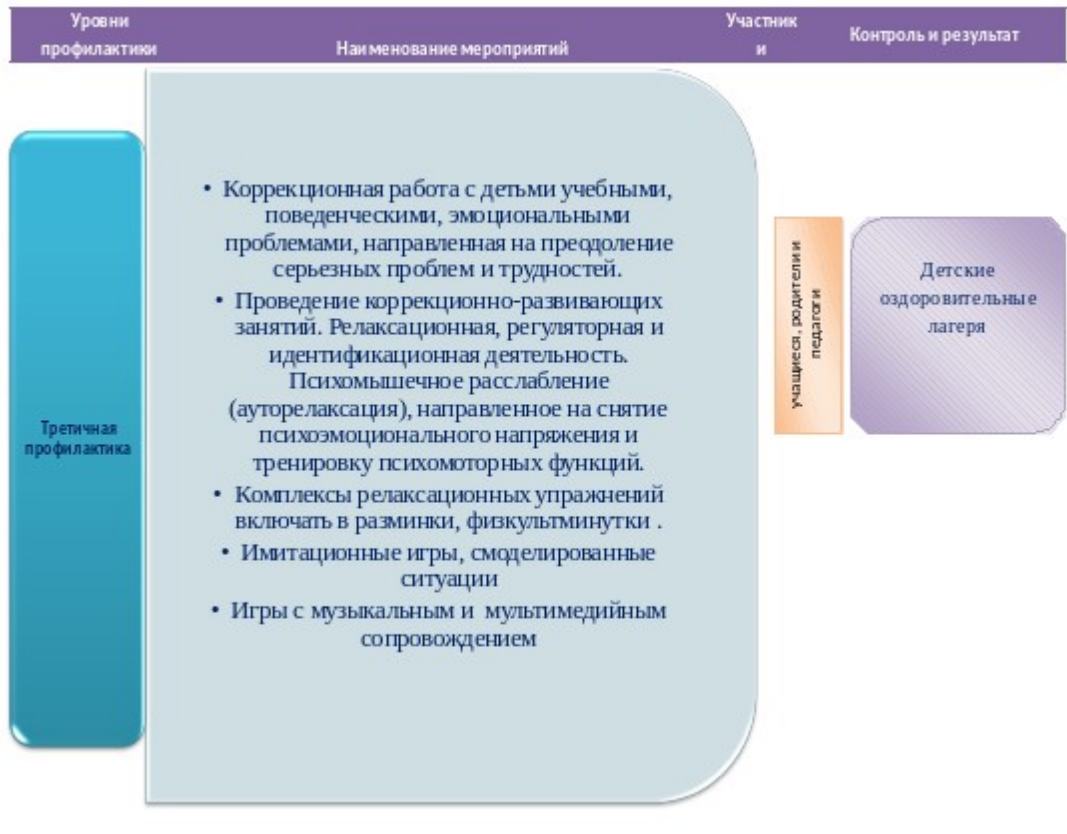 Уровни
профилактики
Наименование мероприятий
Участник
и
Контроль и результат
Третичная
профилактика
• Коррекционная работа с детьми учебными,
поведенческими, эмоциональными
проблемами, направленная на преодоление
серьезных проблем и трудностей.
• Проведение коррекционно-развивающих
занятий. Релаксационная, регуляторная и
идентификационная деятельность.
Психомышечное расслабление
(ауторелаксация), направленное на снятие
психоэмоционального напряжения и
тренировку психомоторных функций.
• Комплексы релаксационных упражнений
включать в разминки, физкультминутки .
• Имитационные игры, смоделированные
ситуации
• Игры с музыкальным и мультимедийным
сопровождением
учащиеся, родители и
педагоги
Детские
оздоровительные
лагеря